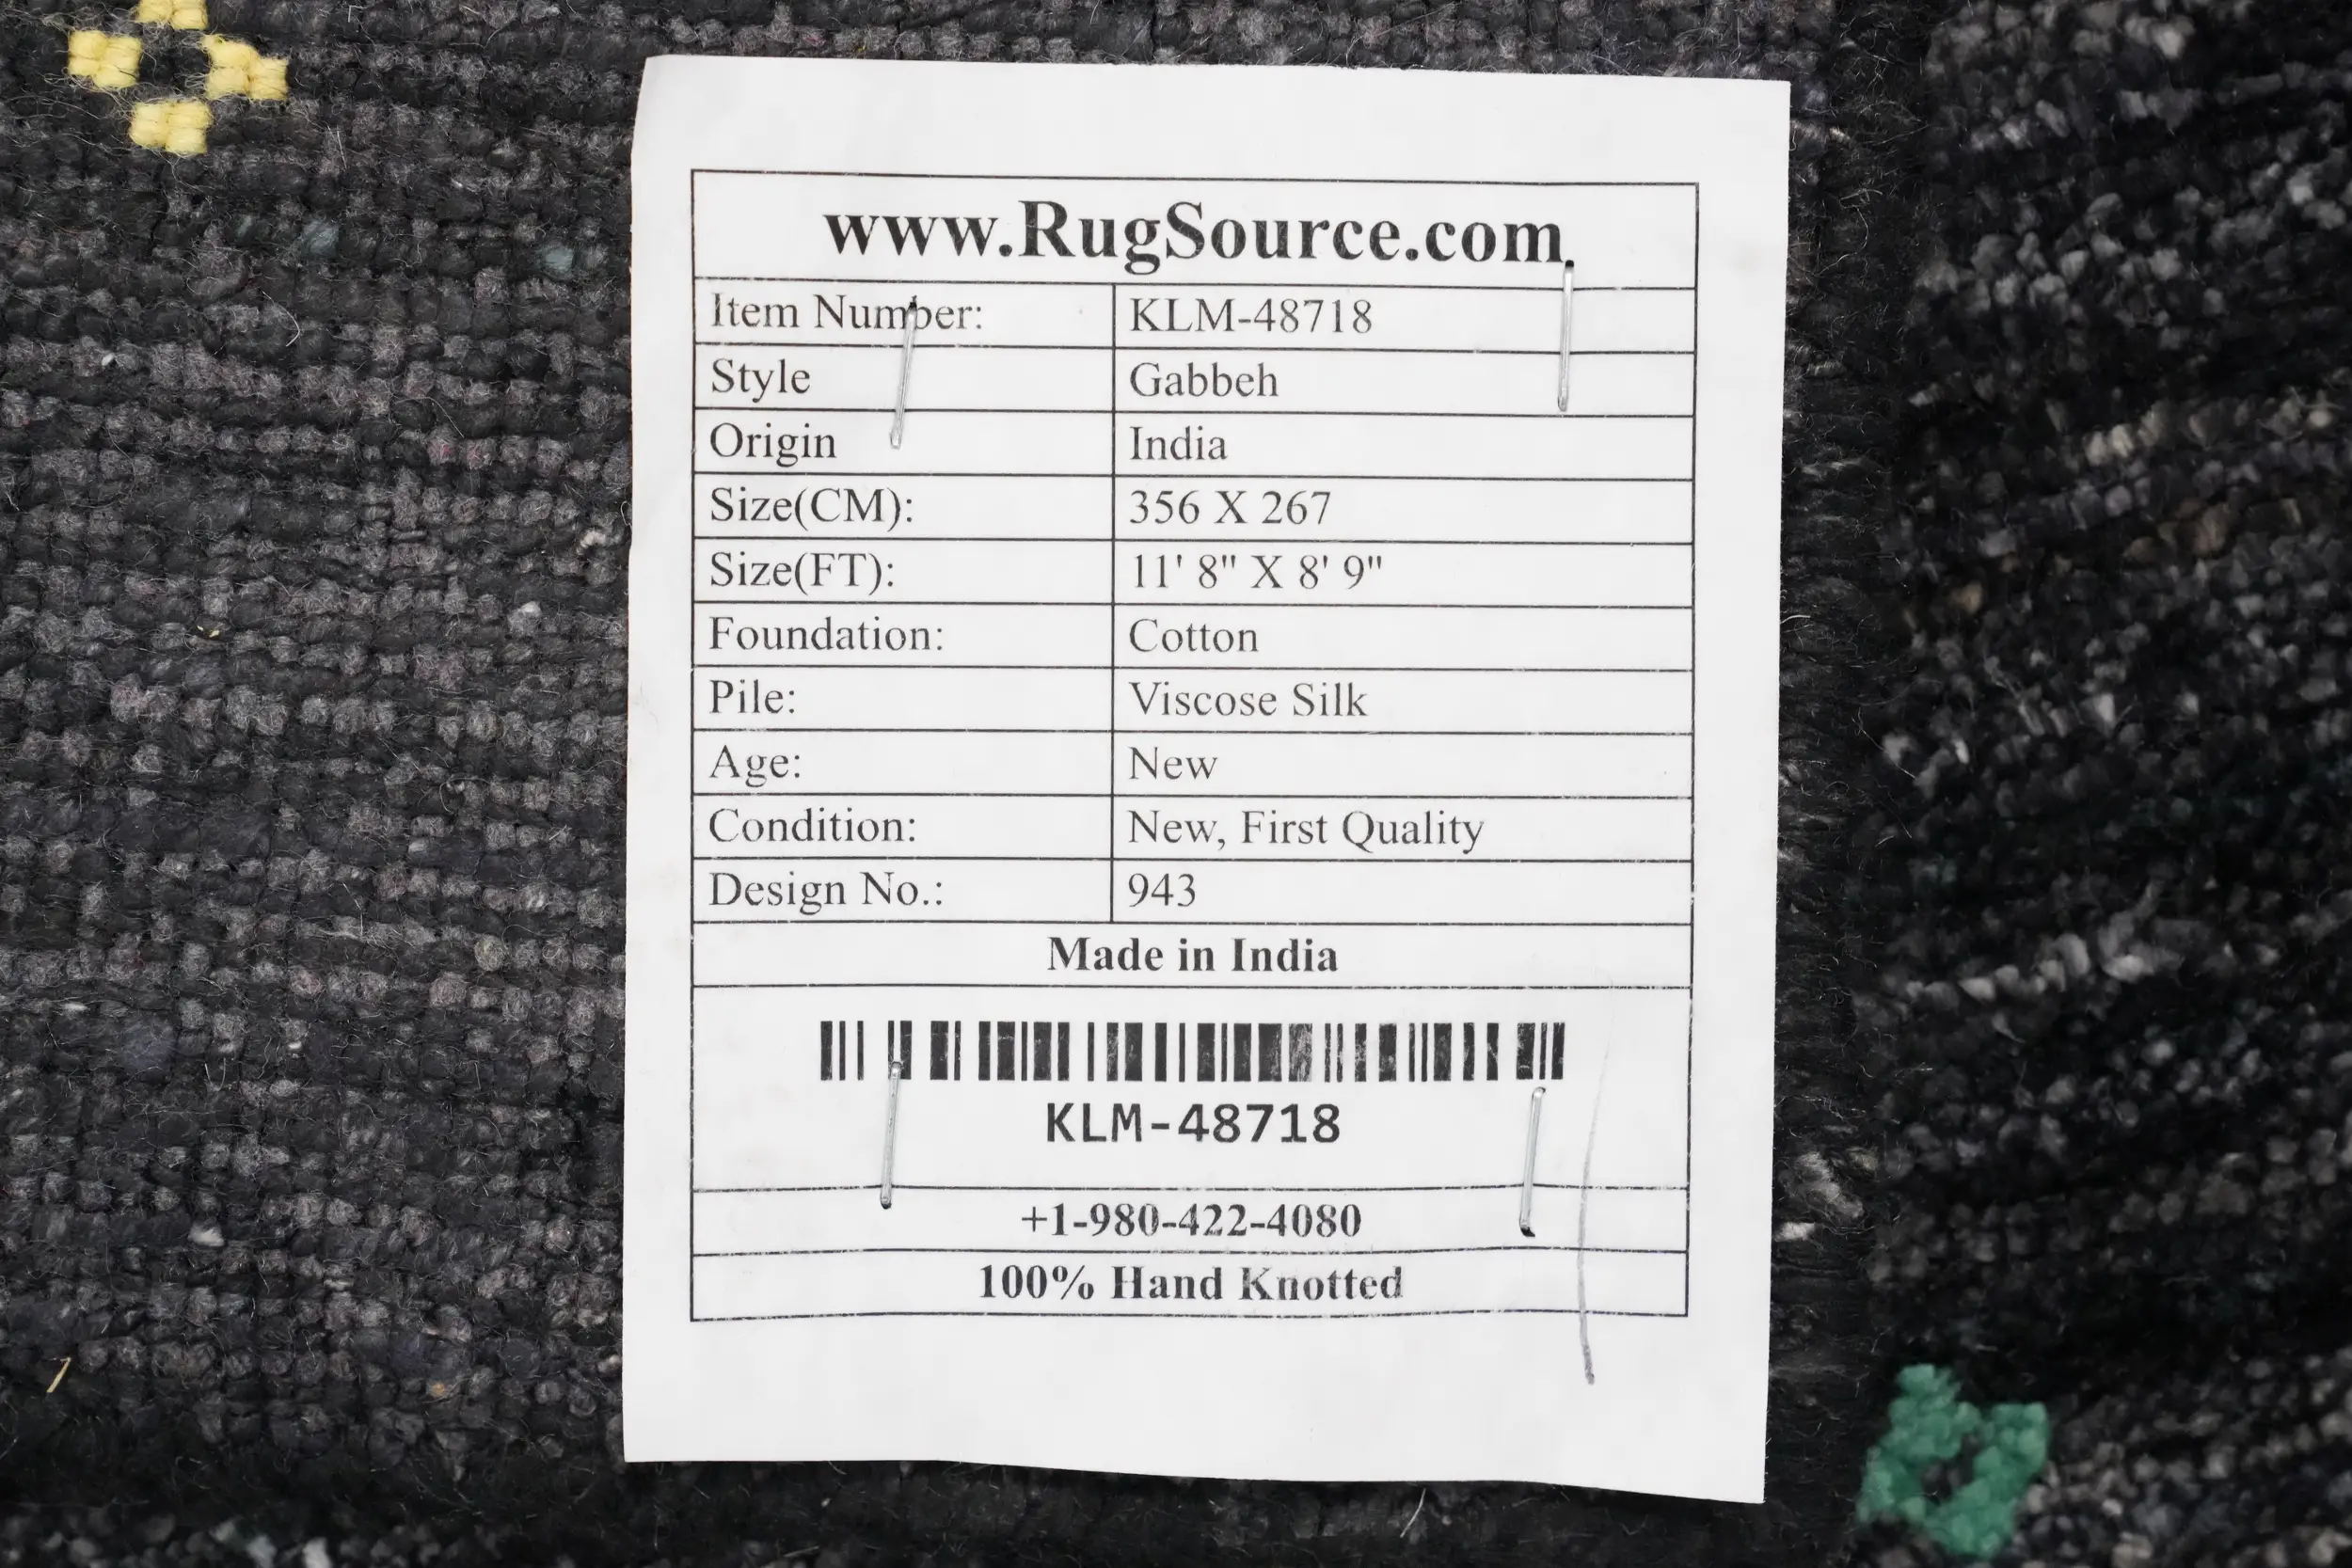 www.RugSource.com
Item Number: KLM-48718
Style Gabbeh
Origin India
Size(CM): 356 X 267
Size(FT): 11' 8" X 8' 9"
Foundation: Cotton
Pile: Viscose Silk
Age: New
Condition: New, First Quality
Design No.: 943
Made in India
KLM-48718
+1-980-422-4080
100% Hand Knotted